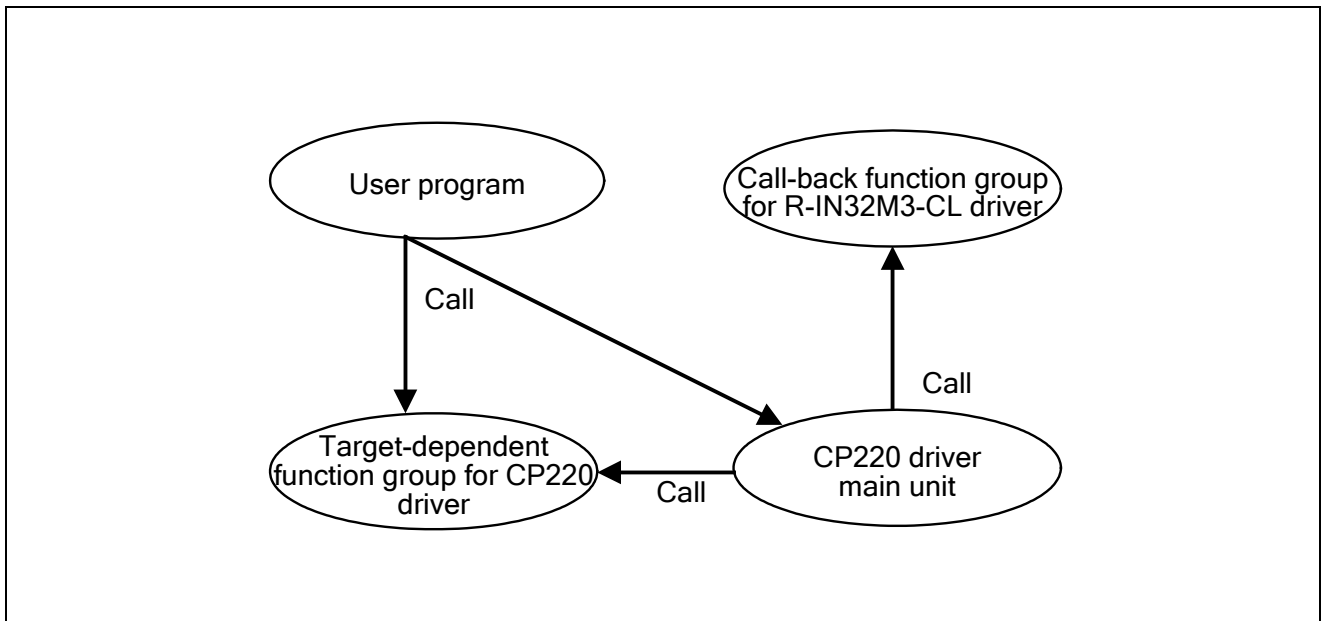 User program
Call-back function group
for R-IN32M3-CL driver
Call
Call
Target-dependent
function group for CP220
driver
Call
CP220 driver
main unit